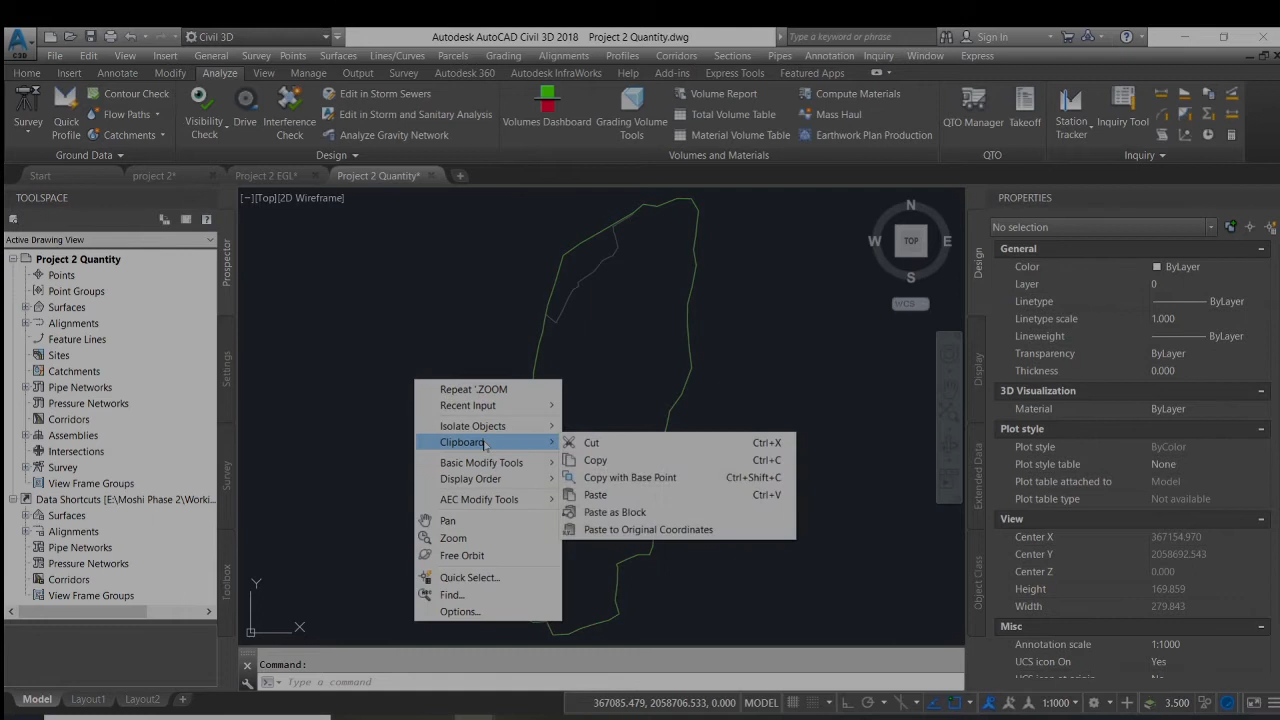 Civil 3D
Autodesk AutoCAD Civil 3D 2018 Project 2 Quantity.dwg
Type a keyword or phrase
Sign In
C3D
File Edit View Insert General Survey Points Surfaces Lines/Curves Parcels Grading Alignments Profiles Corridors Sections Pipes Annotation Inquiry Window Express
Home Insert Annotate Modify Analyze View Manage Output Survey Autodesk 360 Autodesk InfraWorks Help Add-ins Express Tools Featured Apps
Survey
Quick Profile
Contour Check
Flow Paths
Catchments
Ground Data
Visibility Check
Drive
Interference Check
Edit in Storm Sewers
Edit in Storm and Sanitary Analysis
Analyze Gravity Network
Design
Volumes Dashboard
Grading Volume Tools
Volume Report
Total Volume Table
Material Volume Table
Compute Materials
Mass Haul
Earthwork Plan Production
Volumes and Materials
QTO Manager
Takeoff
QTO
Station Tracker
Inquiry Tool
Inquiry
Start project 2* Project 2 EGL* Project 2 Quantity*
TOOLSPACE
Active Drawing View
Project 2 Quantity
Points
Point Groups
Surfaces
Alignments
Feature Lines
Sites
Catchments
Pipe Networks
Pressure Networks
Corridors
Assemblies
Intersections
Survey
View Frame Groups
Data Shortcuts [E:\Moshi Phase 2\Worki
Surfaces
Alignments
Pipe Networks
Pressure Networks
Corridors
View Frame Groups
Prospector
Settings
Survey
Toolbox
[−][Top][2D Wireframe]
N
W TOP E
S
WCS
Y
X
Repeat '.ZOOM
Recent Input
Isolate Objects
Clipboard
Basic Modify Tools
Display Order
AEC Modify Tools
Pan
Zoom
Free Orbit
Quick Select...
Find...
Options...
Cut Ctrl+X
Copy Ctrl+C
Copy with Base Point Ctrl+Shift+C
Paste Ctrl+V
Paste as Block
Paste to Original Coordinates
PROPERTIES
No selection
Design
Display
Extended Data
Object Class
General
Color ByLayer
Layer 0
Linetype ByLayer
Linetype scale 1.000
Lineweight ByLayer
Transparency ByLayer
Thickness 0.000
3D Visualization
Material ByLayer
Plot style
Plot style ByColor
Plot style table None
Plot table attached to Model
Plot table type Not available
View
Center X 367154.970
Center Y 2058692.543
Center Z 0.000
Height 169.859
Width 279.843
Misc
Annotation scale 1:1000
UCS icon On Yes
Command:
Type a command
Model Layout1 Layout2
367085.479, 2058706.533, 0.000 MODEL
1:1000
3.500